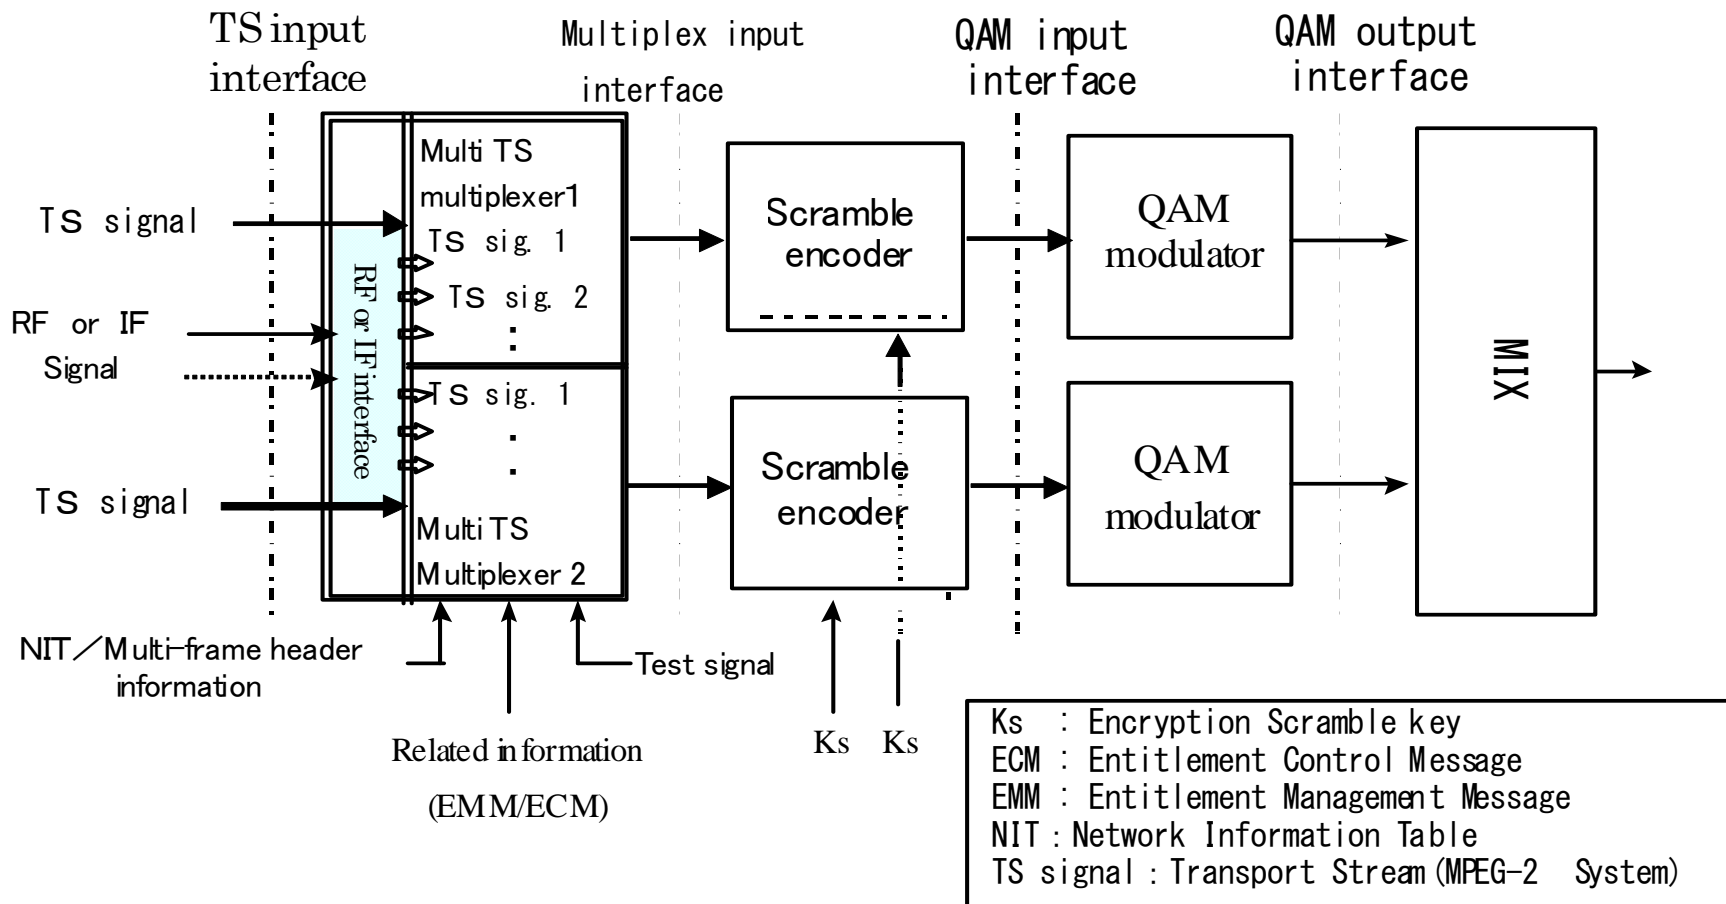 TS input
interface
Multiplex input
interface
QAM input
interface
QAM output
interface
Multi TS
multiplexer1
TS sig. 1
TS sig. 2
:
TS signal
RF or IF
Signal
RF or IF interface
TS sig. 1
:
TS signal
Multi TS
Multiplexer 2
Scramble
encoder
Scramble
encoder
QAM
modulator
QAM
modulator
MIX
NIT/Multi-frame header
information
Test signal
Related information
(EMM/ECM)
Ks Ks
Ks : Encryption Scramble key
ECM : Entitlement Control Message
EMM : Entitlement Management Message
NIT : Network Information Table
TS signal : Transport Stream (MPEG-2 System)